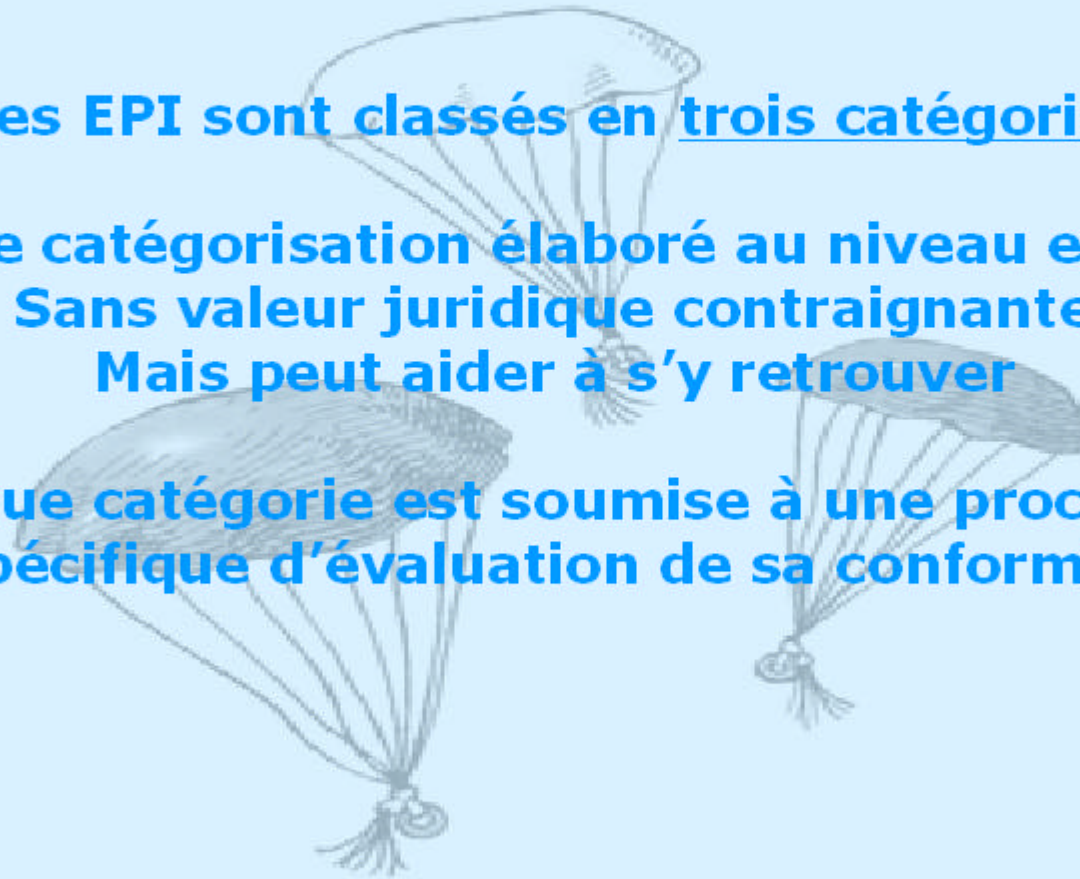 es EPI sont classés en trois catégori
e catégorisation élaboré au niveau e
Sans valeur juridique contraignante
Mais peut aider à s’y retrouver
ue catégorie est soumise à une proc
pécifique d’évaluation de sa conform